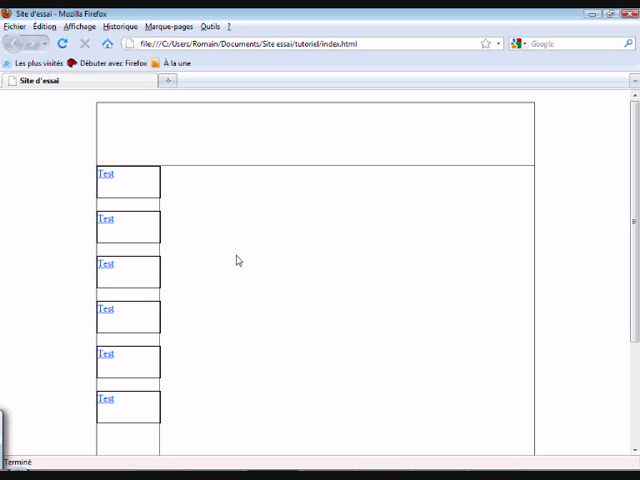 Site d'essai - Mozilla Firefox
Fichier Édition Affichage Historique Marque-pages Outils ?
file:///C:/Users/Romain/Documents/Site essai/tutoriel/index.html Google
Les plus visités Débuter avec Firefox À la une
Site d'essai
Test
Test
Test
Test
Test
Test
Terminé